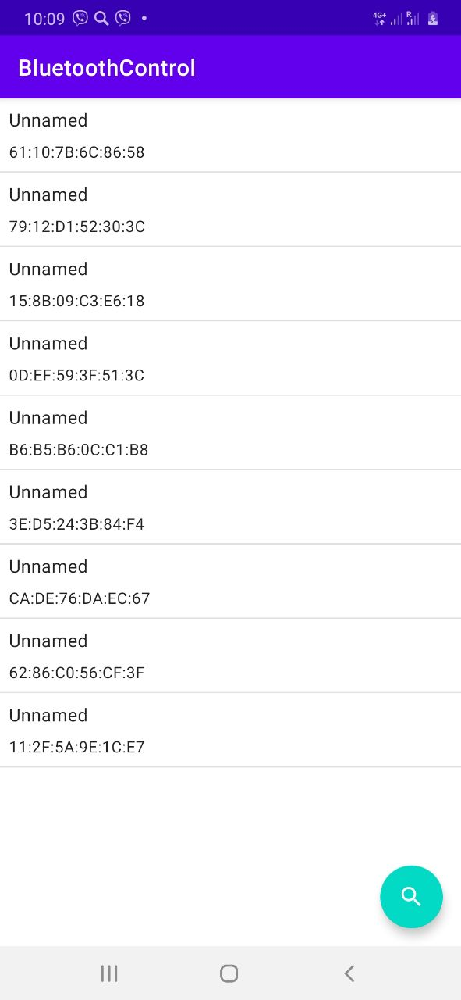 10:09
4G+
R
BluetoothControl
Unnamed
61:10:7B:6C:86:58
Unnamed
79:12:D1:52:30:3C
Unnamed
15:8B:09:C3:E6:18
Unnamed
0D:EF:59:3F:51:3C
Unnamed
B6:B5:B6:0C:C1:B8
Unnamed
3E:D5:24:3B:84:F4
Unnamed
CA:DE:76:DA:EC:67
Unnamed
62:86:C0:56:CF:3F
Unnamed
11:2F:5A:9E:1C:E7